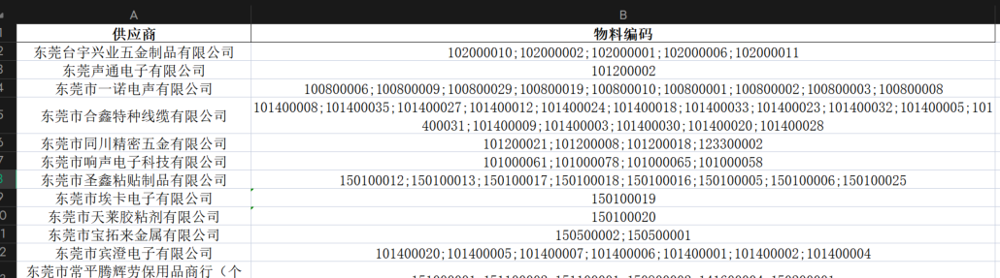 A B
供应商 物料编码
2 东莞台宇兴业五金制品有限公司 102000010;102000002;102000001;102000006;102000011
东莞声通电子有限公司 101200002
东莞市一诺电声有限公司 100800006;100800009;100800029;100800019;100800010;100800001;100800002;100800003;100800008
东莞市合鑫特种线缆有限公司 101400008;101400035;101400027;101400012;101400024;101400018;101400033;101400023;101400032;101400005;101
400031;101400009;101400003;101400030;101400020;101400028
东莞市同川精密五金有限公司 101200021;101200008;101200018;123300002
东莞市响声电子科技有限公司 101000061;101000078;101000065;101000058
东莞市圣鑫粘贴制品有限公司 150100012;150100013;150100017;150100018;150100016;150100005;150100006;150100025
东莞市埃卡电子有限公司 150100019
东莞市天莱胶粘剂有限公司 150100020
东莞市宝拓来金属有限公司 150500002;150500001
东莞市宾澄电子有限公司 101400020;101400005;101400007;101400006;101400001;101400002;101400004
东莞市常平腾辉劳保用品商行（个